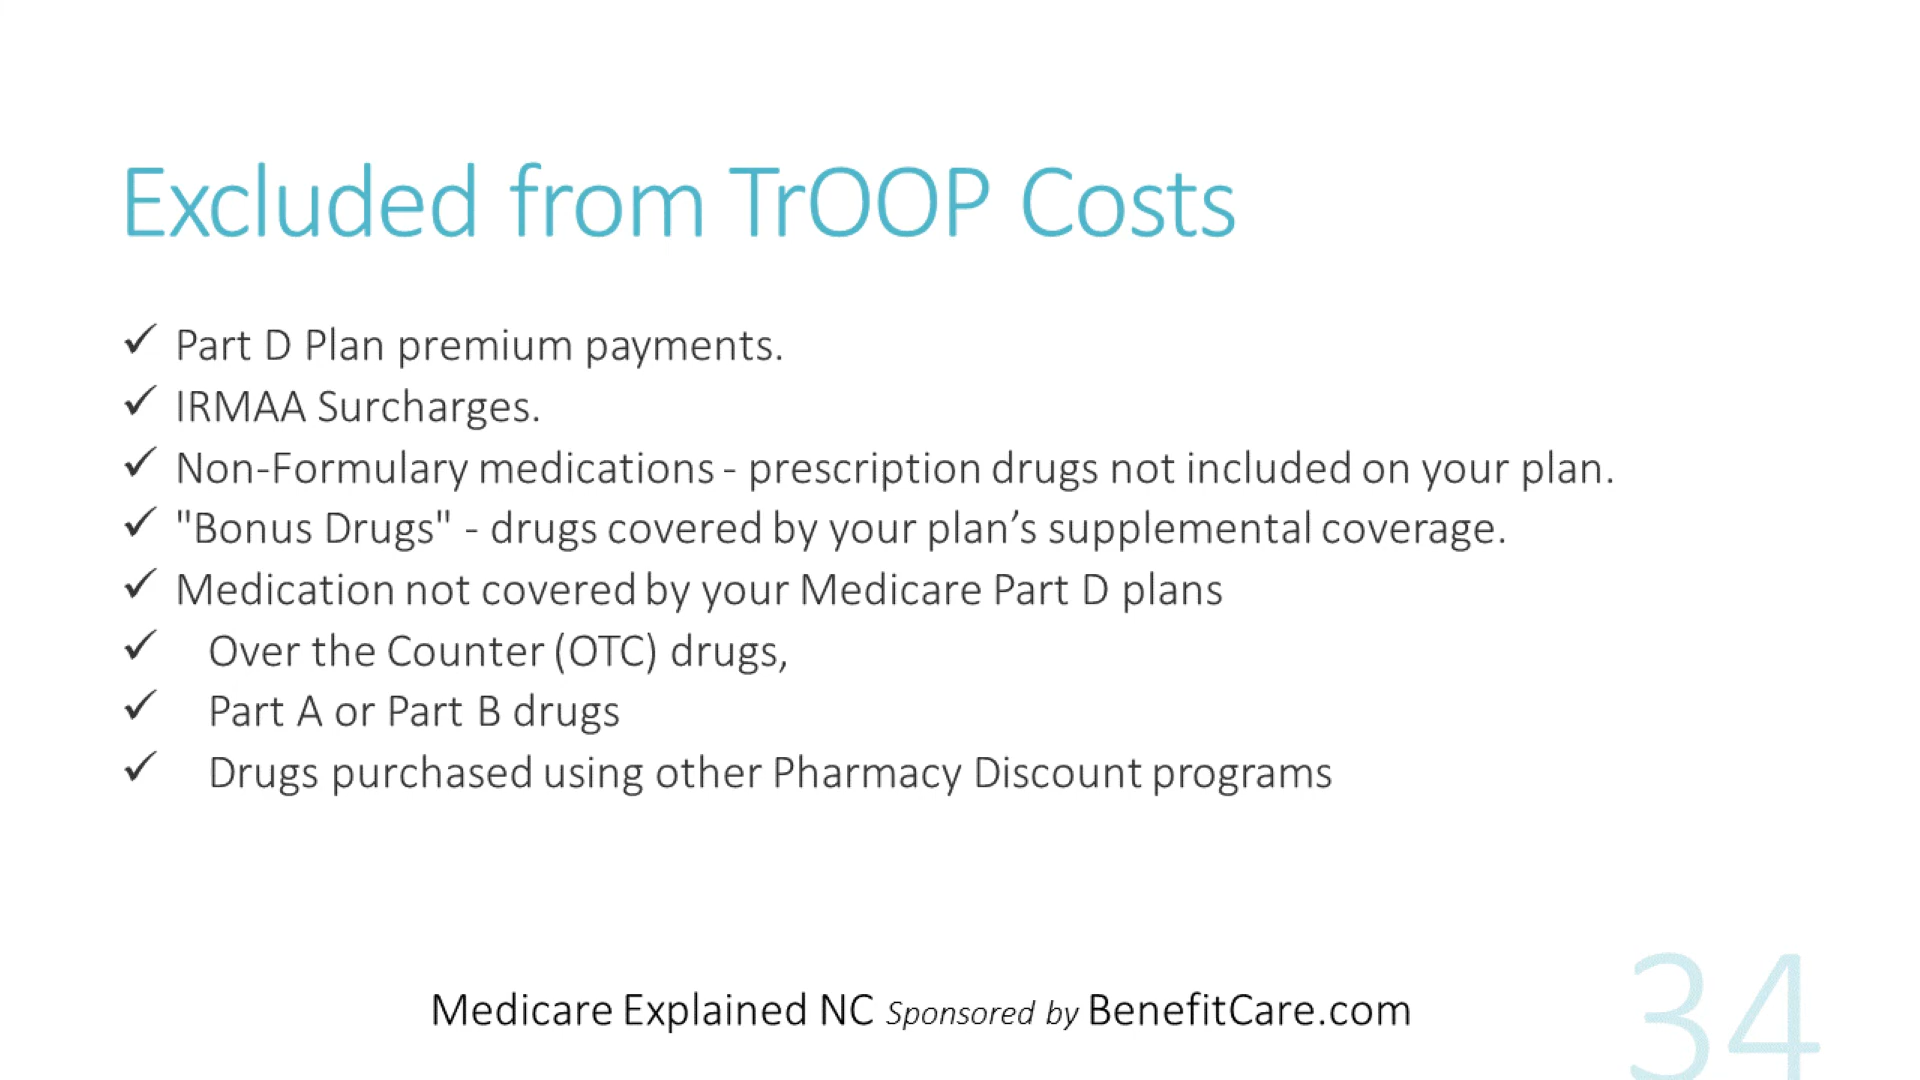 Excluded from TrOOP Costs
✓ Part D Plan premium payments.
✓ IRMAA Surcharges.
✓ Non-Formulary medications - prescription drugs not included on your plan.
✓ "Bonus Drugs" - drugs covered by your plan’s supplemental coverage.
✓ Medication not covered by your Medicare Part D plans
✓ Over the Counter (OTC) drugs,
✓ Part A or Part B drugs
✓ Drugs purchased using other Pharmacy Discount programs
Medicare Explained NC Sponsored by BenefitCare.com
34